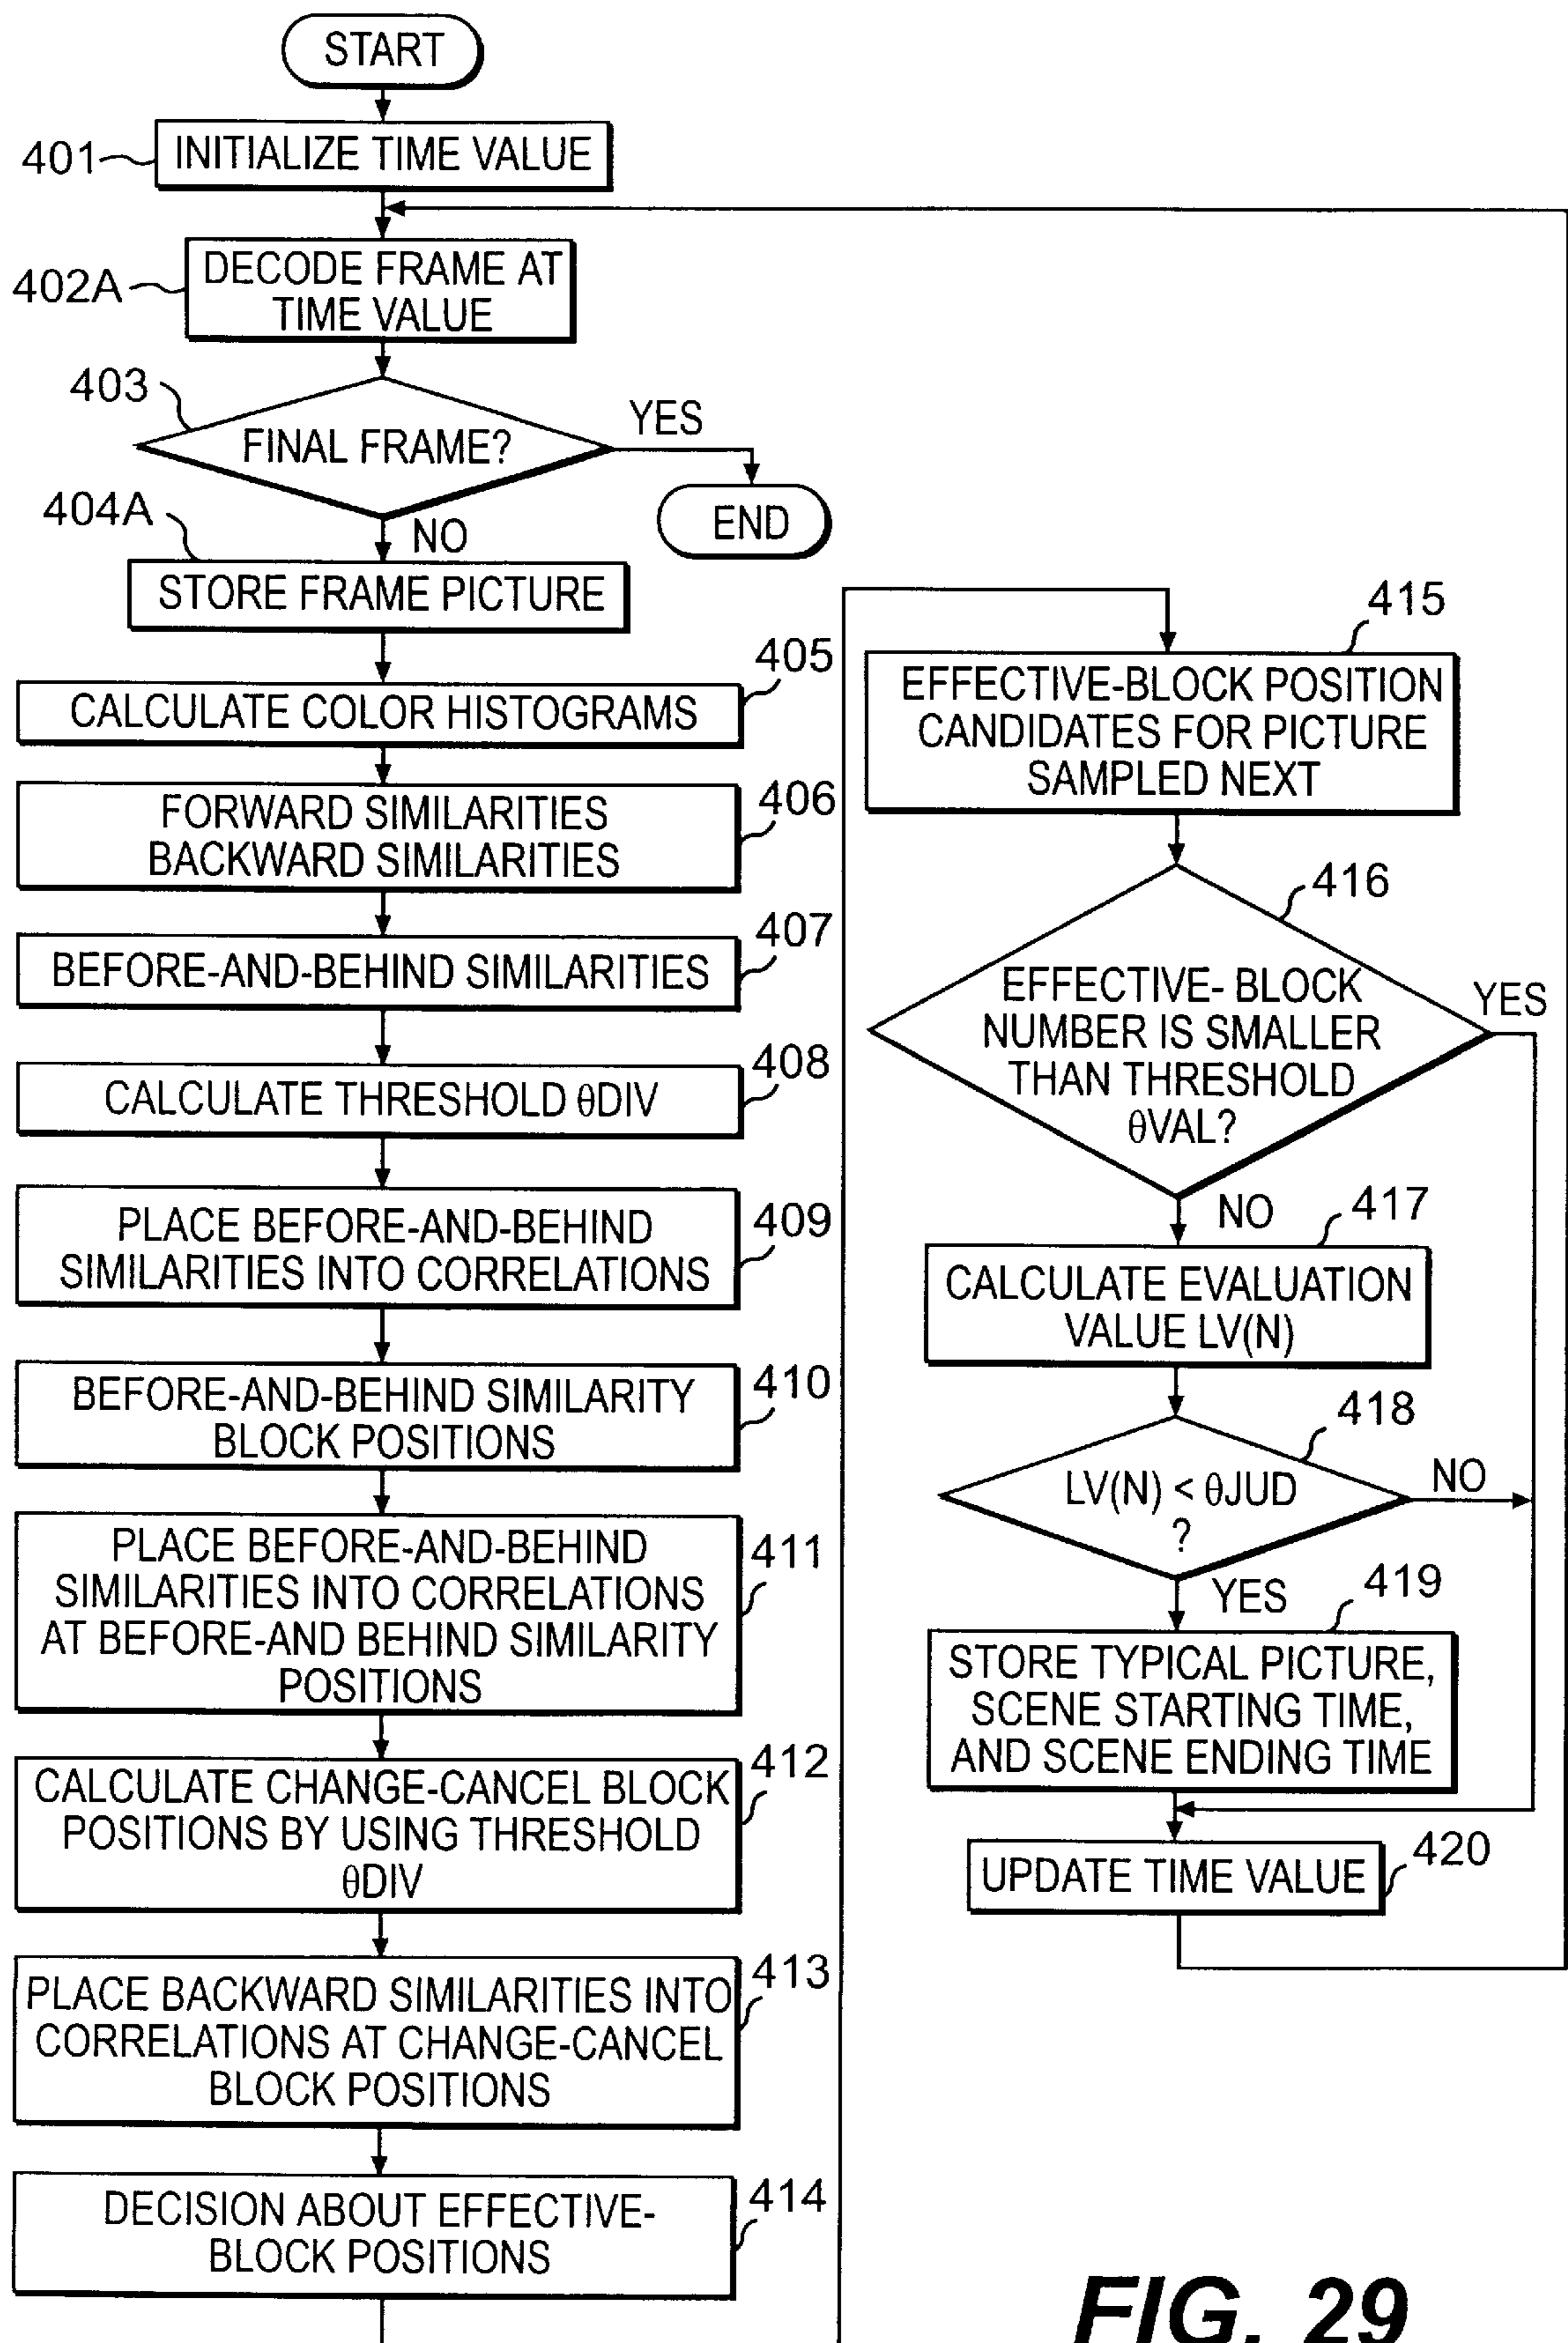 START
401
INITIALIZE TIME VALUE
402A
DECODE FRAME AT
TIME VALUE
403
FINAL FRAME?
YES
END
404A
NO
STORE FRAME PICTURE
405
CALCULATE COLOR HISTOGRAMS
406
FORWARD SIMILARITIES
BACKWARD SIMILARITIES
407
BEFORE-AND-BEHIND SIMILARITIES
408
CALCULATE THRESHOLD θDIV
409
PLACE BEFORE-AND-BEHIND
SIMILARITIES INTO CORRELATIONS
410
BEFORE-AND-BEHIND SIMILARITY
BLOCK POSITIONS
411
PLACE BEFORE-AND-BEHIND
SIMILARITIES INTO CORRELATIONS
AT BEFORE-AND BEHIND SIMILARITY
POSITIONS
412
CALCULATE CHANGE-CANCEL BLOCK
POSITIONS BY USING THRESHOLD
θDIV
413
PLACE BACKWARD SIMILARITIES INTO
CORRELATIONS AT CHANGE-CANCEL
BLOCK POSITIONS
414
DECISION ABOUT EFFECTIVE-
BLOCK POSITIONS
415
EFFECTIVE-BLOCK POSITION
CANDIDATES FOR PICTURE
SAMPLED NEXT
416
EFFECTIVE- BLOCK
NUMBER IS SMALLER
THAN THRESHOLD
θVAL?
YES
NO
417
CALCULATE EVALUATION
VALUE LV(N)
418
LV(N) < θJUD
?
NO
YES
419
STORE TYPICAL PICTURE,
SCENE STARTING TIME,
AND SCENE ENDING TIME
420
UPDATE TIME VALUE
FIG. 29